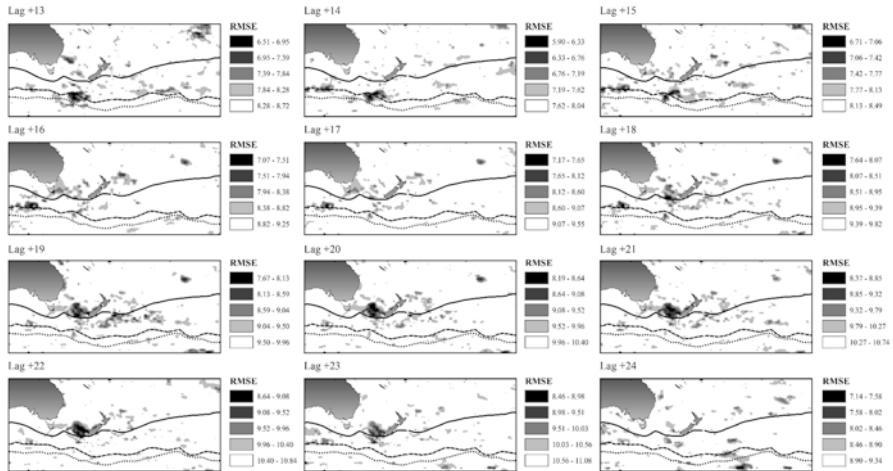 Lag +13
RMSE
6.51 - 6.95
6.95 - 7.39
7.39 - 7.84
7.84 - 8.28
8.28 - 8.72
Lag +14
RMSE
5.90 - 6.33
6.33 - 6.76
6.76 - 7.19
7.19 - 7.62
7.62 - 8.04
Lag +15
RMSE
6.71 - 7.06
7.06 - 7.42
7.42 - 7.77
7.77 - 8.13
8.13 - 8.49
Lag +16
RMSE
7.07 - 7.51
7.51 - 7.94
7.94 - 8.38
8.38 - 8.82
8.82 - 9.25
Lag +17
RMSE
7.17 - 7.65
7.65 - 8.12
8.12 - 8.60
8.60 - 9.07
9.07 - 9.55
Lag +18
RMSE
7.64 - 8.07
8.07 - 8.51
8.51 - 8.95
8.95 - 9.39
9.39 - 9.82
Lag +19
RMSE
7.67 - 8.13
8.13 - 8.59
8.59 - 9.04
9.04 - 9.50
9.50 - 9.96
Lag +20
RMSE
8.19 - 8.64
8.64 - 9.08
9.08 - 9.52
9.52 - 9.96
9.96 - 10.40
Lag +21
RMSE
8.37 - 8.85
8.85 - 9.32
9.32 - 9.79
9.79 - 10.27
10.27 - 10.74
Lag +22
RMSE
8.64 - 9.08
9.08 - 9.52
9.52 - 9.96
9.96 - 10.40
10.40 - 10.84
Lag +23
RMSE
8.46 - 8.98
8.98 - 9.51
9.51 - 10.03
10.03 - 10.56
10.56 - 11.08
Lag +24
RMSE
7.14 - 7.58
7.58 - 8.02
8.02 - 8.46
8.46 - 8.90
8.90 - 9.34